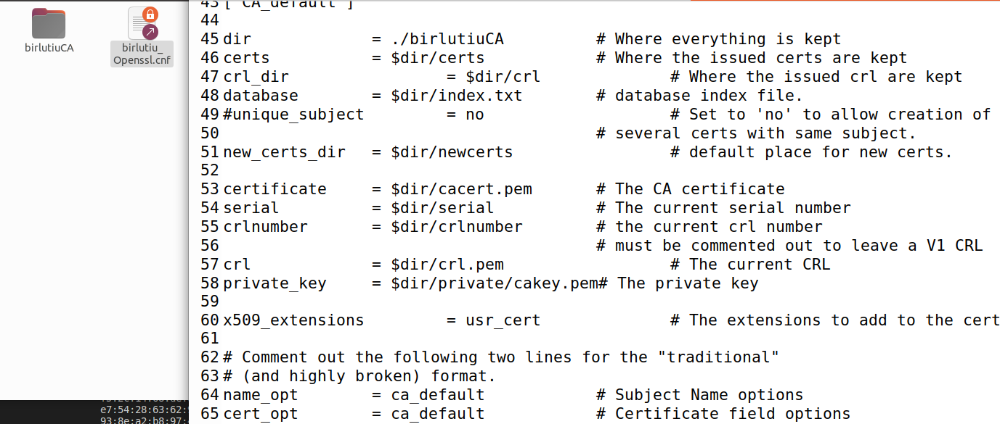 birlutiuCA
birlutiu_
Openssl.cnf
43 [ CA_default ]
44
45 dir = ./birlutiuCA # Where everything is kept
46 certs = $dir/certs # Where the issued certs are kept
47 crl_dir = $dir/crl # Where the issued crl are kept
48 database = $dir/index.txt # database index file.
49 #unique_subject = no # Set to 'no' to allow creation of
50 # several certs with same subject.
51 new_certs_dir = $dir/newcerts # default place for new certs.
52
53 certificate = $dir/cacert.pem # The CA certificate
54 serial = $dir/serial # The current serial number
55 crlnumber = $dir/crlnumber # the current crl number
56 # must be commented out to leave a V1 CRL
57 crl = $dir/crl.pem # The current CRL
58 private_key = $dir/private/cakey.pem# The private key
59
60 x509_extensions = usr_cert # The extensions to add to the cert
61
62 # Comment out the following two lines for the "traditional"
63 # (and highly broken) format.
64 name_opt = ca_default # Subject Name options
65 cert_opt = ca_default # Certificate field options
e7:54:28:63:62:
93:8e:a2:b8:97: